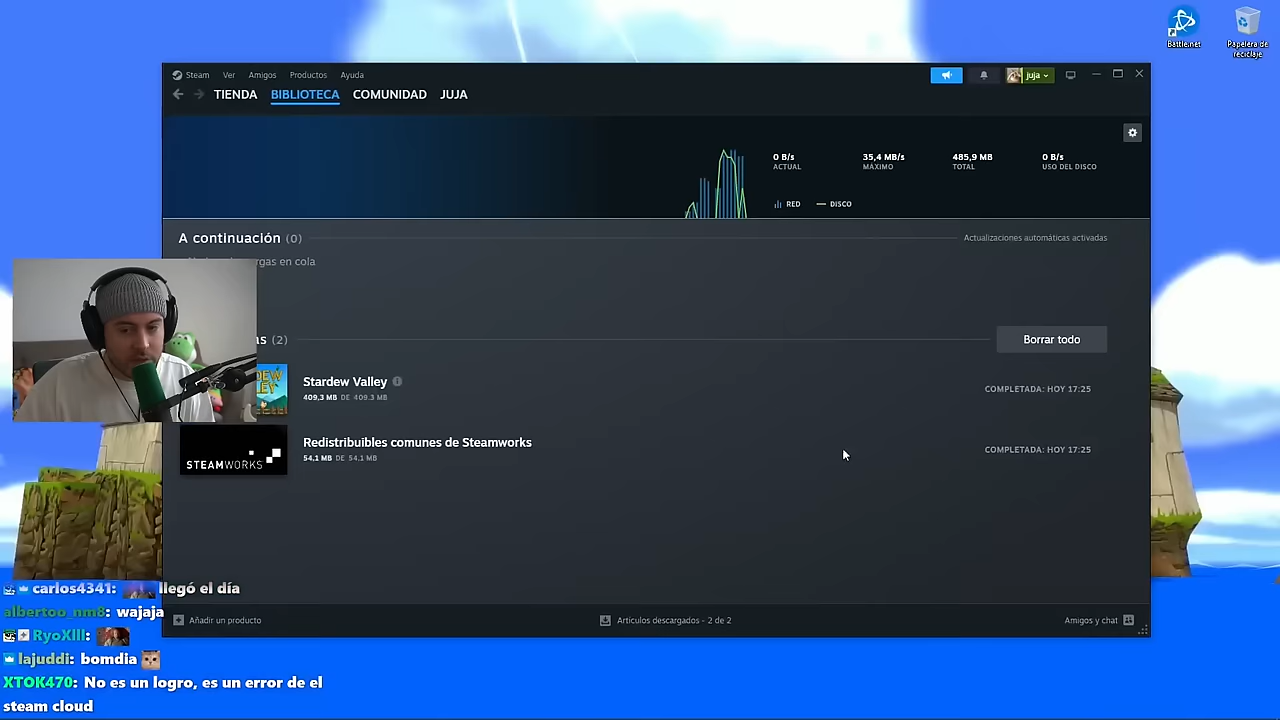 Battle.net
Papelera de
reciclaje
Steam Ver Amigos Productos Ayuda
juja
TIENDA BIBLIOTECA COMUNIDAD JUJA
0 B/s 35,4 MB/s 485,9 MB 0 B/s
ACTUAL MÁXIMO TOTAL USO DEL DISCO
RED DISCO
A continuación (0)
Actualizaciones automáticas activadas
en cola
(2)
Borrar todo
Stardew Valley
COMPLETADA: HOY 17:25
409,3 MB DE 409.3 MB
Redistribuibles comunes de Steamworks
STEAMWORKS
COMPLETADA: HOY 17:25
54,1 MB DE 54,1 MB
carlos4341: llegó el día
albertoo_nm8: wajaja
Añadir un producto
Artículos descargados - 2 de 2
Amigos y chat
RyoXIII:
lajuddi: bomdia
XTOK470: No es un logro, es un error de el
steam cloud